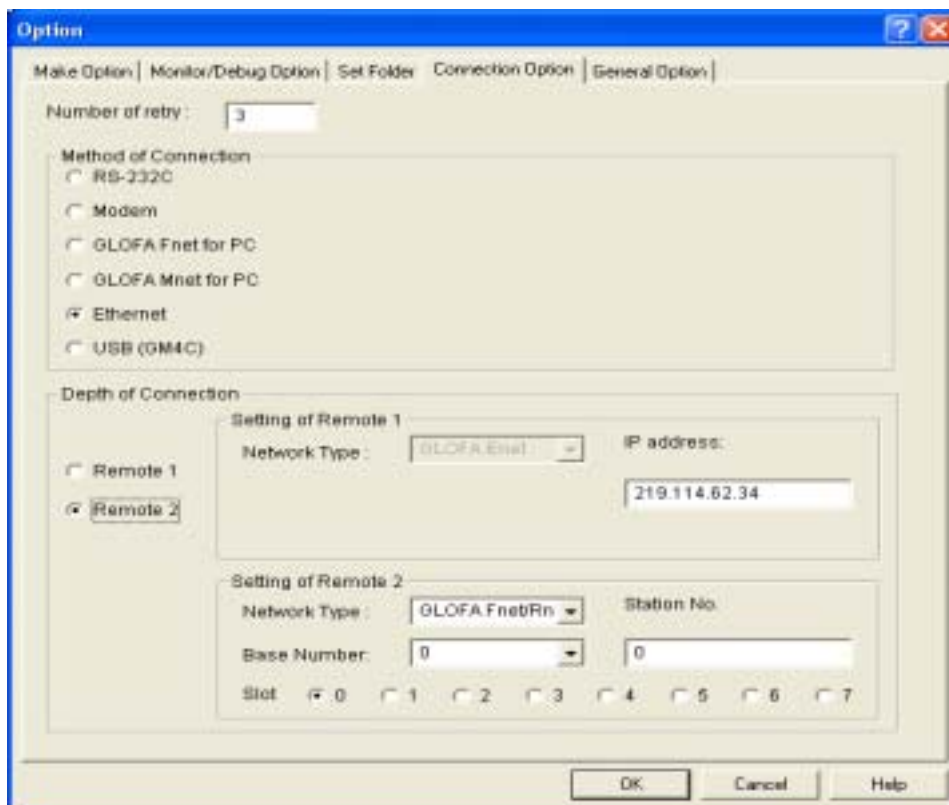 Option
Make Option Monitor/Debug Option Set Folder Connection Option General Option
Number of retry : 3
Method of Connection
RS-232C
Modem
GLOFA Fnet for PC
GLOFA Mnet for PC
Ethernet
USB (GM4C)
Depth of Connection
Remote 1
Remote 2
Setting of Remote 1
Network Type : GLOFA Enet
IP address:
219.114.62.34
Setting of Remote 2
Network Type : GLOFA Fnet/Rn
Station No.
Base Number: 0
0
Slot 0 1 2 3 4 5 6 7
OK Cancel Help